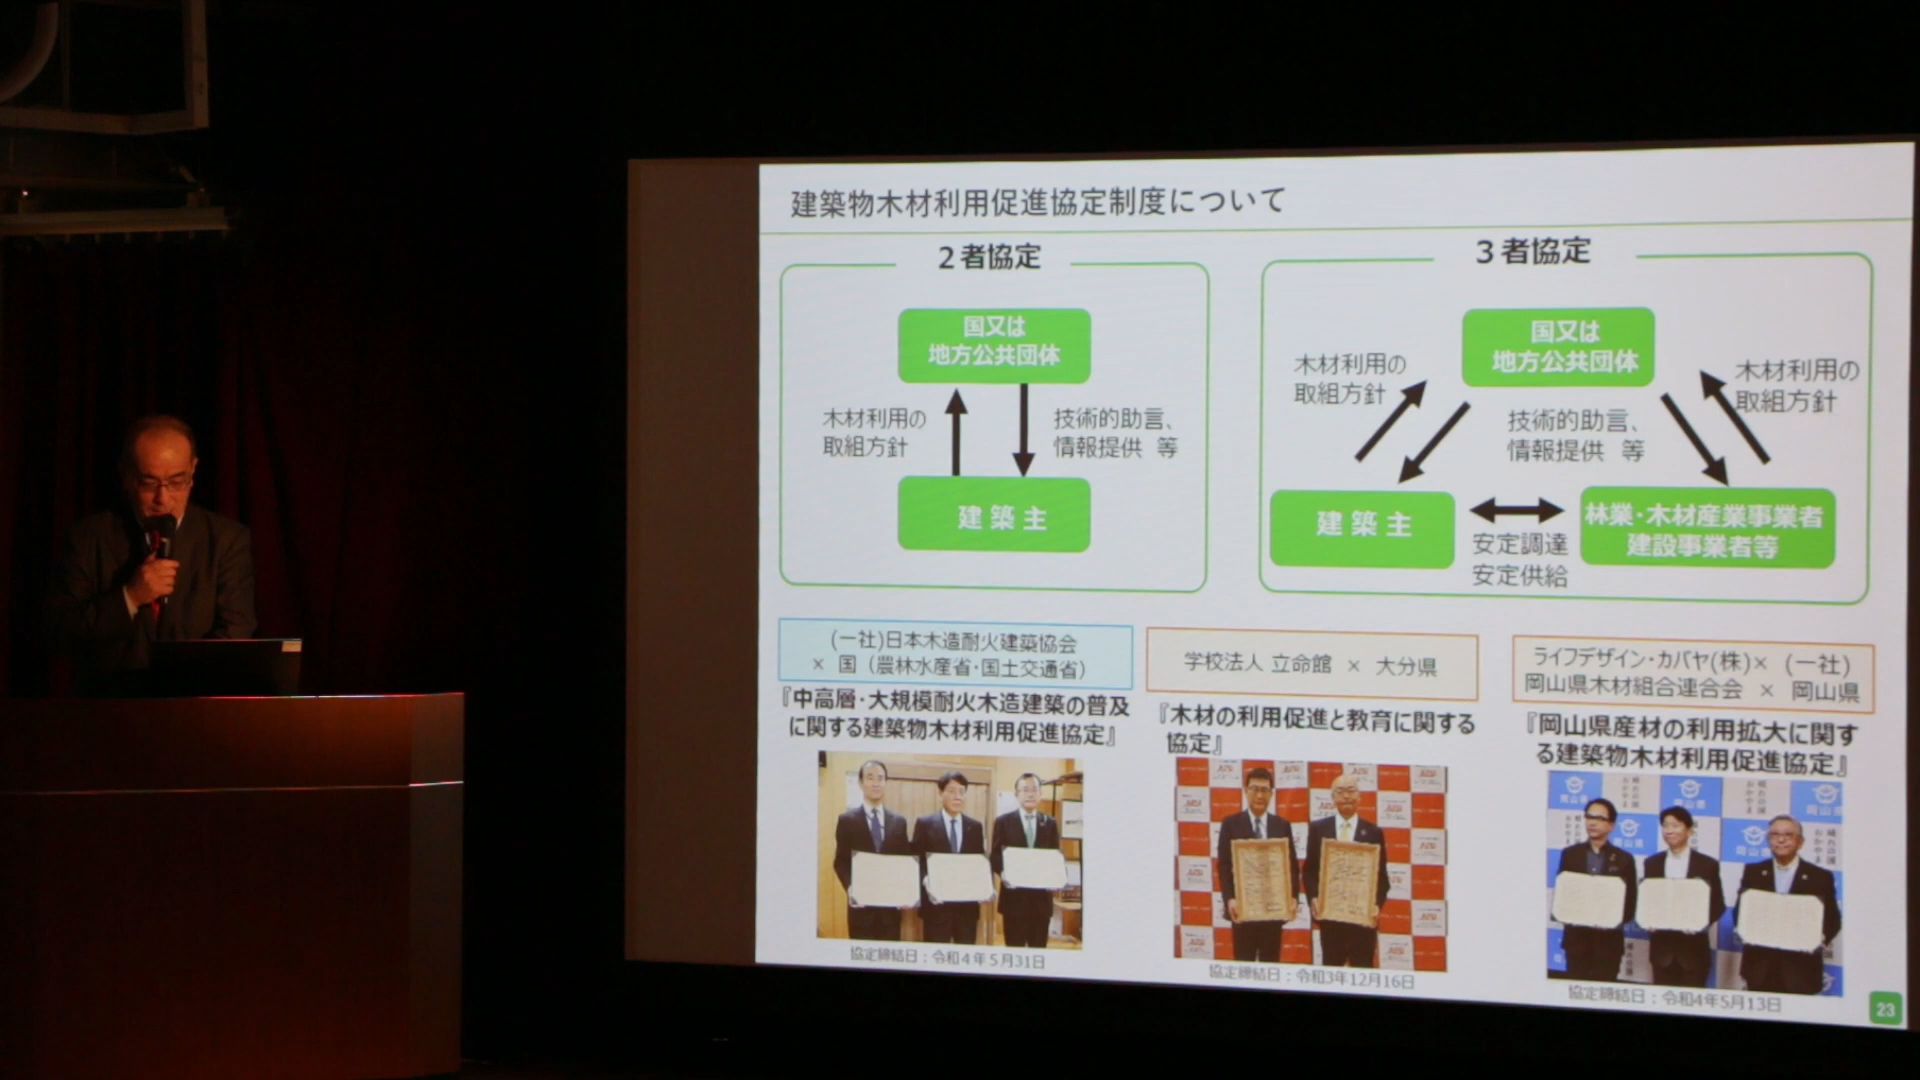 建築物木材利用促進協定制度について
２者協定
国又は
地方公共団体
木材利用の
取組方針
技術的助言、
情報提供 等
建築主
３者協定
国又は
地方公共団体
木材利用の
取組方針
木材利用の
取組方針
技術的助言、
情報提供 等
建築主
安定調達
安定供給
林業・木材産業事業者
建設事業者等
(一社)日本木造耐火建築協会
× 国（農林水産省・国土交通省）
『中高層・大規模耐火木造建築の普及
に関する建築物木材利用促進協定』
協定締結日：令和４年５月31日
学校法人 立命館 × 大分県
『木材の利用促進と教育に関する
協定』
協定締結日：令和3年12月16日
ライフデザイン・カバヤ(株)× (一社)
岡山県木材組合連合会 × 岡山県
『岡山県産材の利用拡大に関す
る建築物木材利用促進協定』
岡山県
協定締結日：令和4年5月13日
23